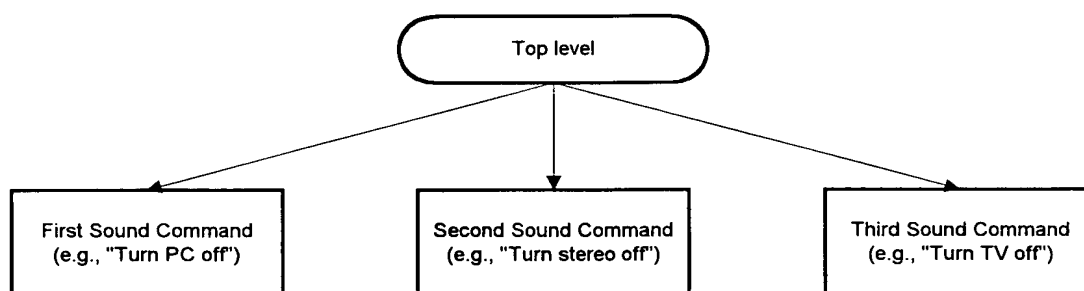 Top level
First Sound Command
(e.g., "Turn PC off")
Second Sound Command
(e.g., "Turn stereo off")
Third Sound Command
(e.g., "Turn TV off")